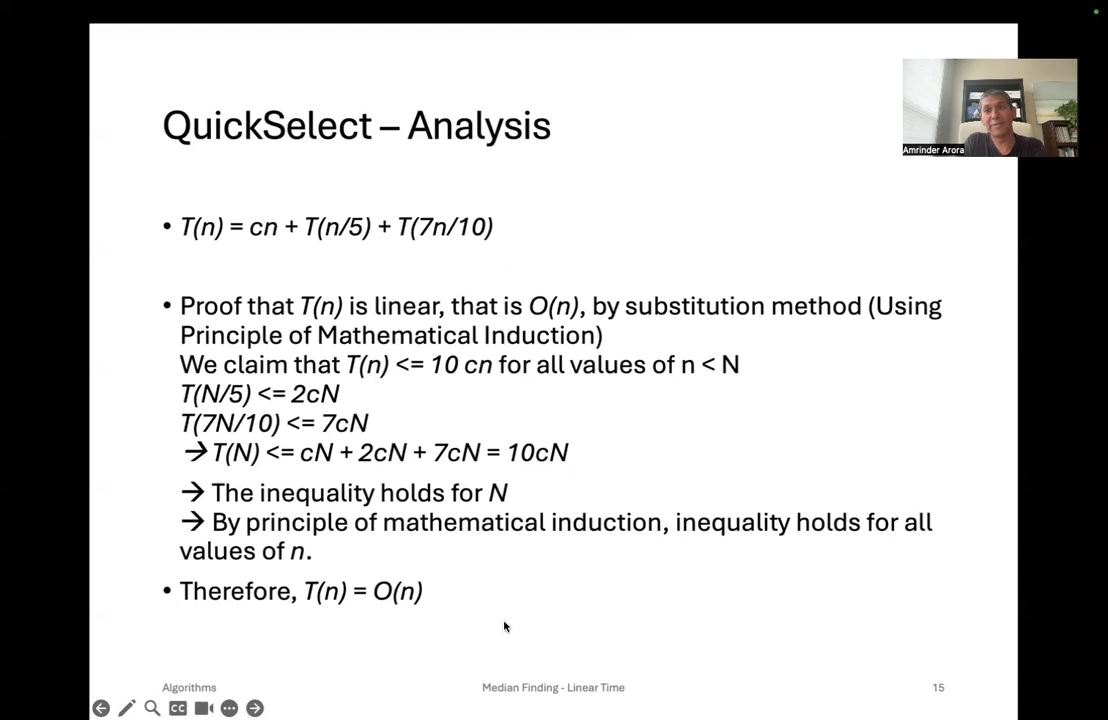 QuickSelect – Analysis
Amrinder Arora
• T(n) = cn + T(n/5) + T(7n/10)
• Proof that T(n) is linear, that is O(n), by substitution method (Using
Principle of Mathematical Induction)
We claim that T(n) <= 10 cn for all values of n < N
T(N/5) <= 2cN
T(7N/10) <= 7cN
→ T(N) <= cN + 2cN + 7cN = 10cN
→ The inequality holds for N
→ By principle of mathematical induction, inequality holds for all
values of n.
• Therefore, T(n) = O(n)
Algorithms
Median Finding - Linear Time
15
CC